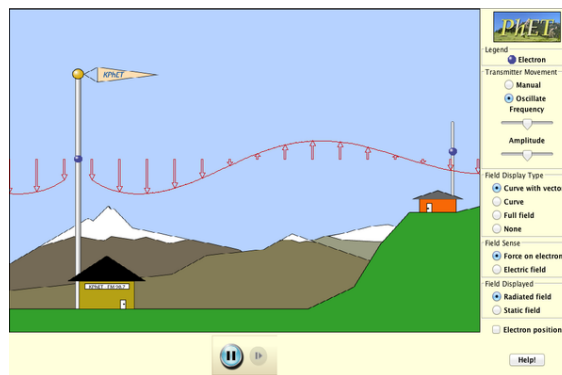 KPhET
KPhET FM 98.7
PhET
Legend
Electron
Transmitter Movement
Manual
Oscillate
Frequency
Amplitude
Field Display Type
Curve with vecto
Curve
Full field
None
Field Sense
Force on electron
Electric field
Field Displayed
Radiated field
Static field
Electron position
Help!